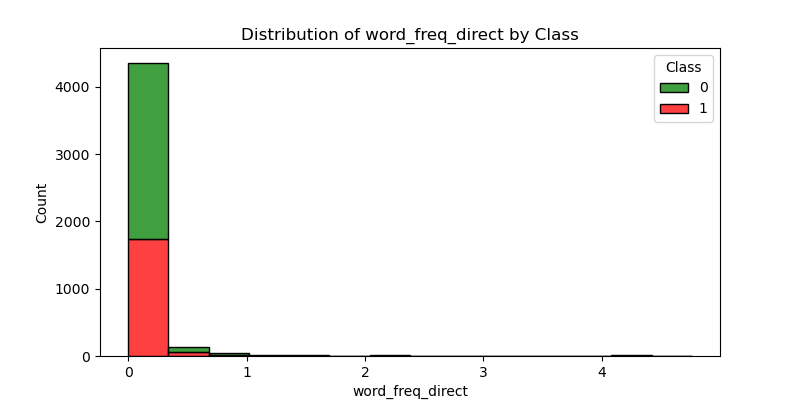 Distribution of word_freq_direct by Class
Class
0
1
Count
4000
3000
2000
1000
0
0 1 2 3 4
word_freq_direct